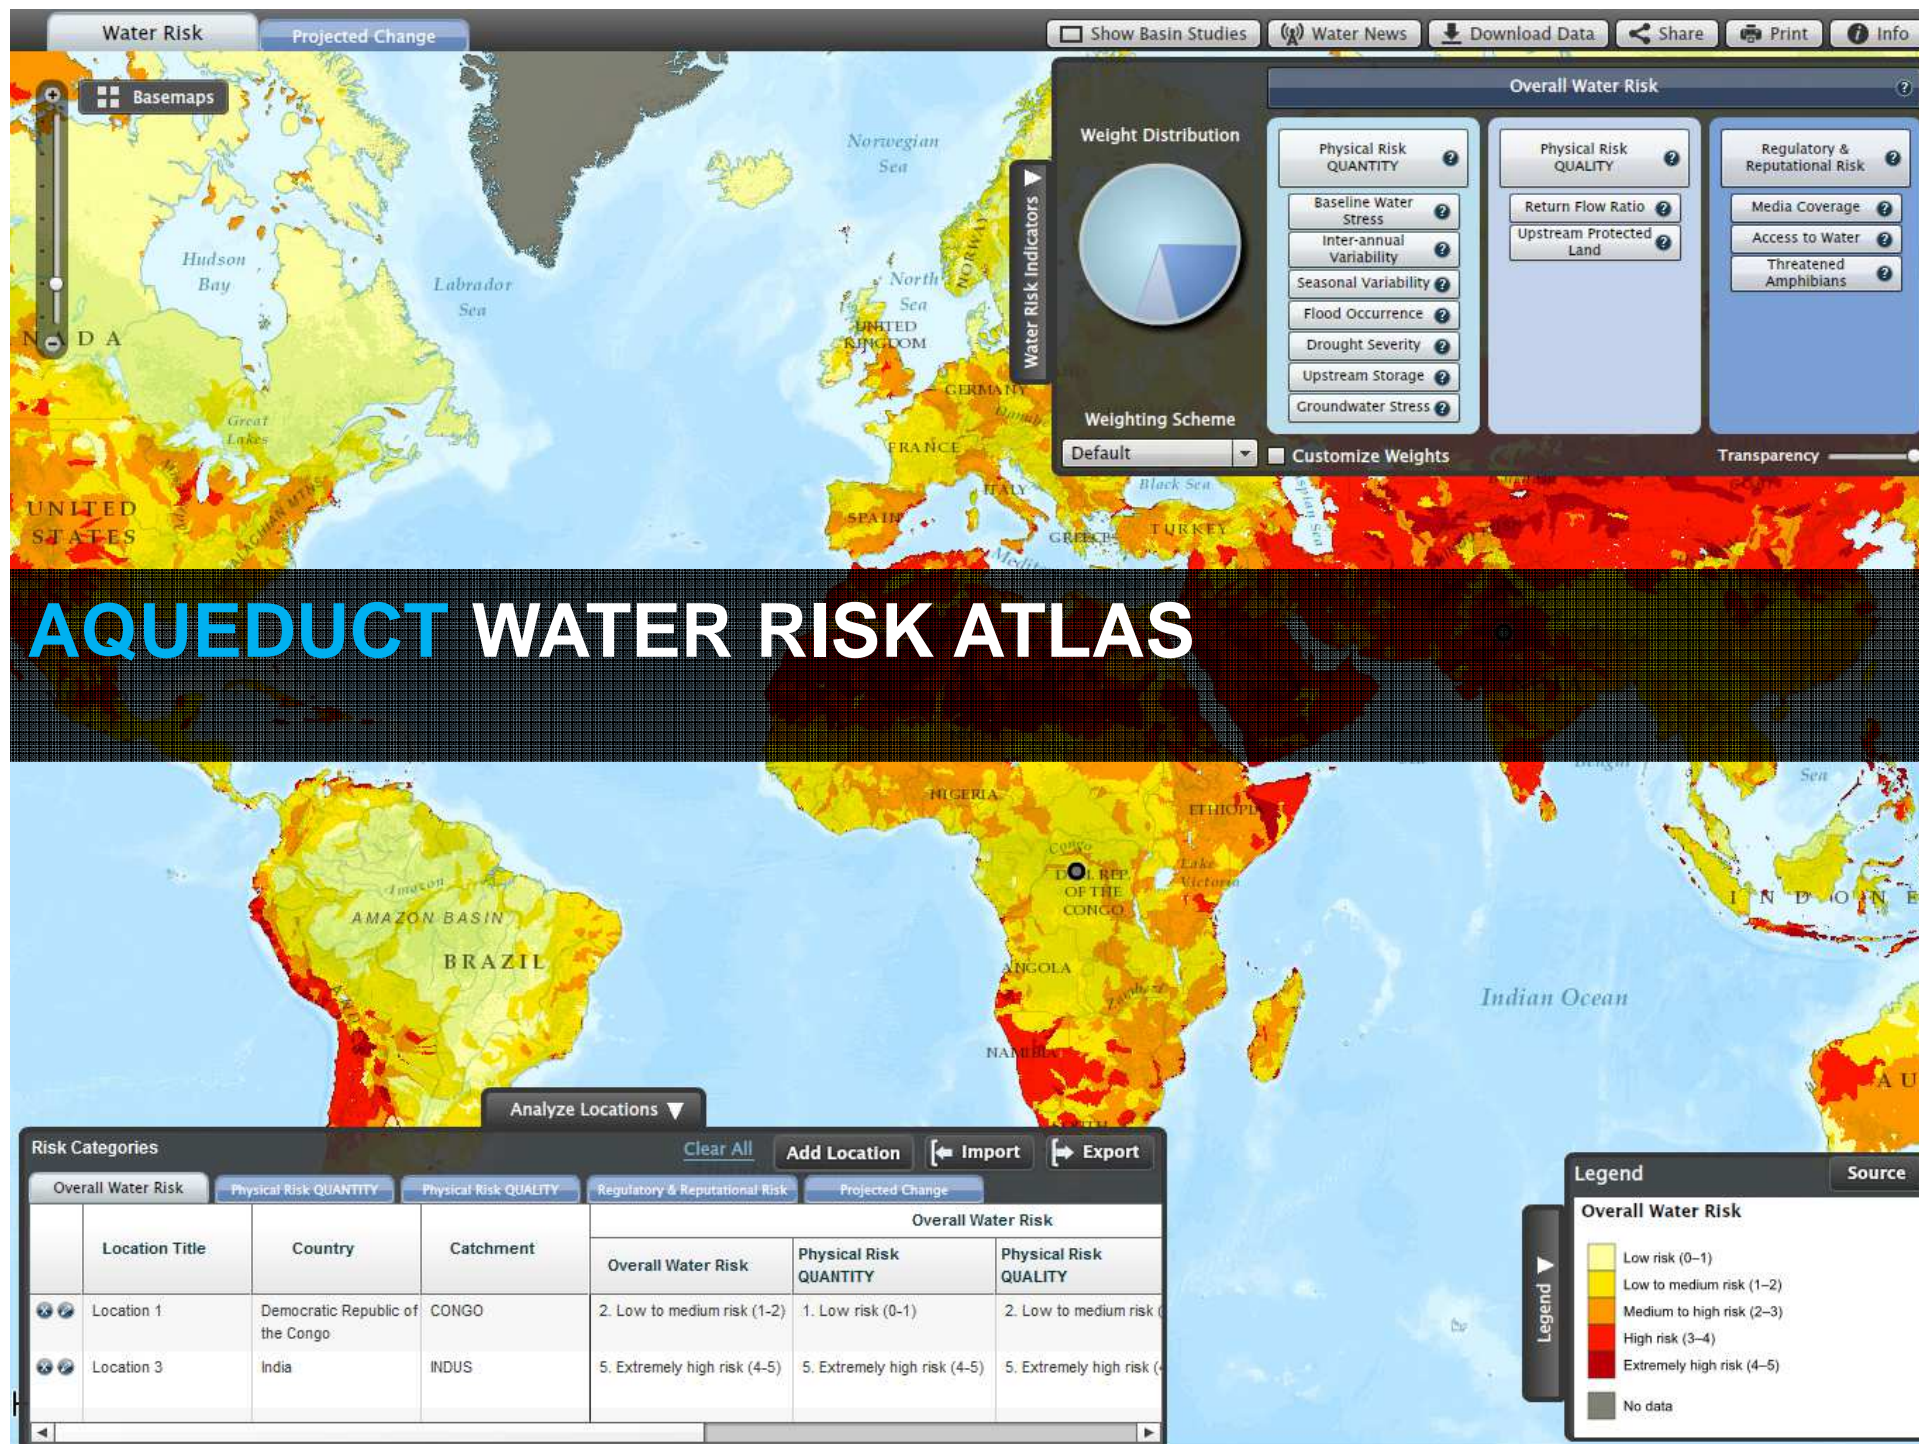 Water Risk
Projected Change
Show Basin Studies
Water News
Download Data
Share
Print
Info
Basemaps
Overall Water Risk
Weight Distribution
Physical Risk
QUANTITY
Physical Risk
QUALITY
Regulatory &
Reputational Risk
Baseline Water
Stress
Inter-annual
Variability
Seasonal Variability
Flood Occurrence
Drought Severity
Upstream Storage
Groundwater Stress
Return Flow Ratio
Upstream Protected
Land
Media Coverage
Access to Water
Threatened
Amphibians
Water Risk Indicators
Weighting Scheme
Default
Customize Weights
Transparency
Norwegian
Sea
Hudson
Bay
Labrador
Sea
North
Sea
NORWAY
UNITED
KINGDOM
GERMANY
Danube
FRANCE
ITALY
SPAIN
Black Sea
GREECE
TURKEY
Great
Lakes
UNITED
STATES
AQUEDUCT WATER RISK ATLAS
NIGERIA
ETHIOPI
Sea
Congo
Lake
Victoria
DEM. REP.
OF THE
CONGO
Amazon
AMAZON BASIN
BRAZIL
ANGOLA
Zambezi
NAMIBIA
Indian Ocean
I N D O N E
A U
Analyze Locations
Risk Categories
Clear All
Add Location
Import
Export
Overall Water Risk
Physical Risk QUANTITY
Physical Risk QUALITY
Regulatory & Reputational Risk
Projected Change
Location Title
Country
Catchment
Overall Water Risk
Overall Water Risk
Physical Risk
QUANTITY
Physical Risk
QUALITY
Location 1
Democratic Republic of
the Congo
CONGO
2. Low to medium risk (1-2)
1. Low risk (0-1)
2. Low to medium risk (
Location 3
India
INDUS
5. Extremely high risk (4-5)
5. Extremely high risk (4-5)
5. Extremely high risk (
Legend
Source
Legend
Overall Water Risk
Low risk (0–1)
Low to medium risk (1–2)
Medium to high risk (2–3)
High risk (3–4)
Extremely high risk (4–5)
No data